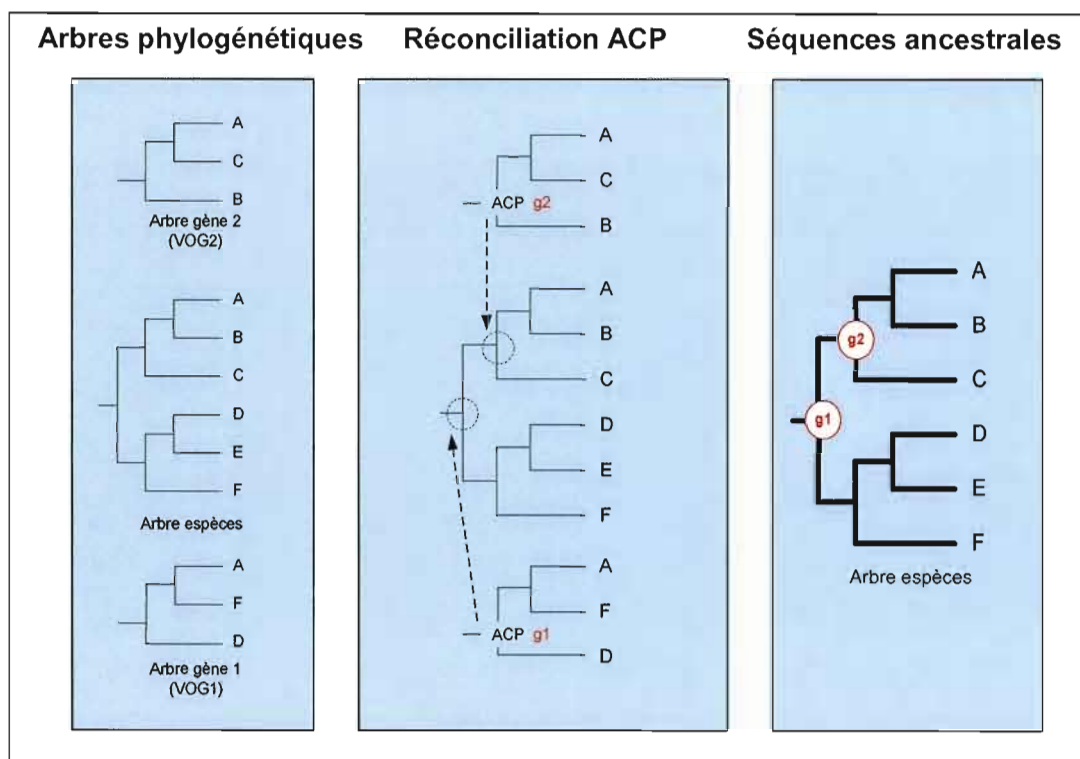 Arbres phylogénétiques
A
C
B
Arbre gène 2
(VOG2)
A
B
C
D
E
F
Arbre espèces
A
F
D
Arbre gène 1
(VOG1)
Réconciliation ACP
A
C
ACP g2
B
A
B
C
D
E
F
A
F
ACP g1
D
Séquences ancestrales
A
g2
B
C
g1
D
E
F
Arbre espèces